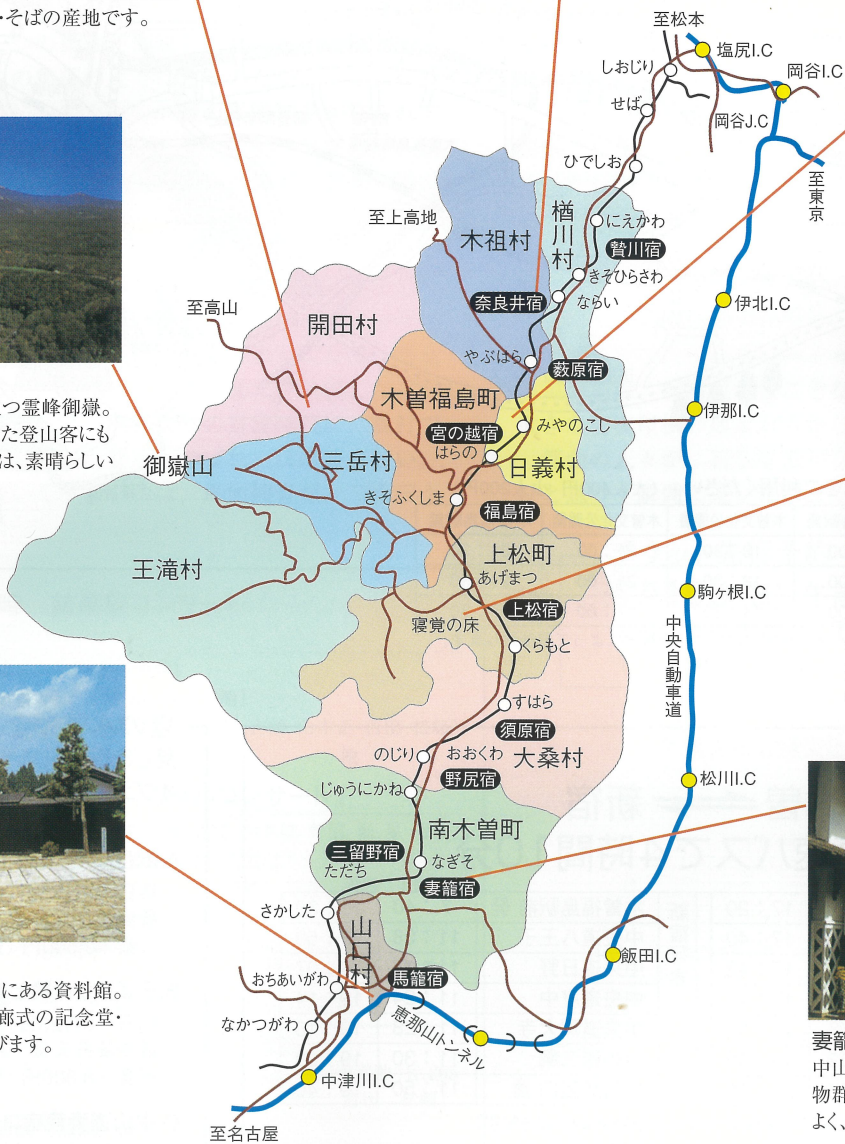 ・そばの産地です。
至松本
塩尻I.C
しおじり
岡谷I.C
せば
岡谷J.C
ひでしお
至東京
至上高地
木祖村
楢川村
にえかわ
贄川宿
きそひらさわ
奈良井宿
ならい
伊北I.C
至高山
開田村
やぶはら
薮原宿
つ霊峰御嶽。
た登山客にも
は、素晴らしい
木曽福島町
伊那I.C
宮の越宿
みやのこし
はらの
日義村
御嶽山
三岳村
きそふくしま
福島宿
上松町
王滝村
あげまつ
駒ヶ根I.C
上松宿
寝覚の床
中央自動車道
くらもと
すはら
須原宿
のじり
おおくわ
大桑村
野尻宿
じゅうにかね
松川I.C
南木曽町
三留野宿
ただち
なぎそ
妻籠宿
さかした
山口村
飯田I.C
おちあいがわ
馬籠宿
にある資料館。
廊式の記念堂・
びます。
なかつがわ
恵那山トンネル
中津川I.C
至名古屋
妻籠
中山
物群
よく、